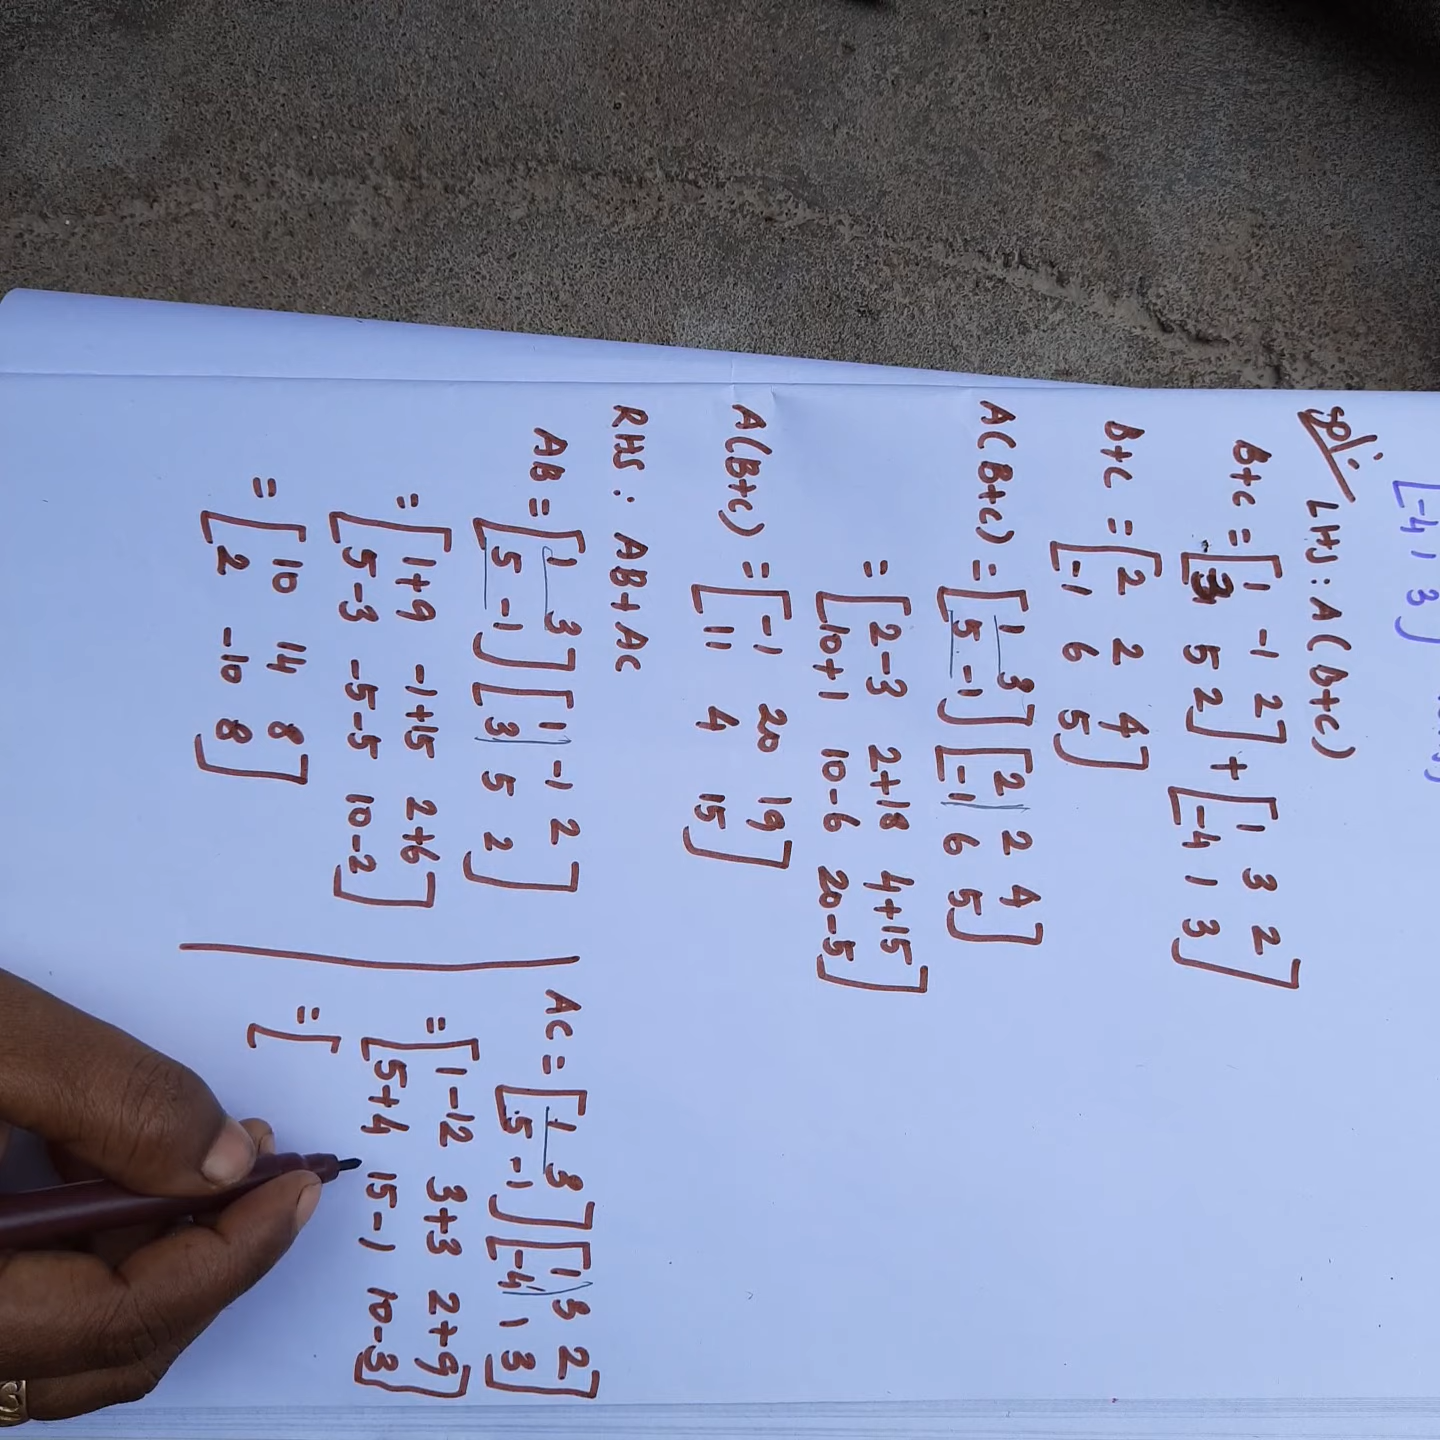 [-4 1 3]
Sol:- LHS : A(B+C)
B+C = [1 -1 2
3 5 2] + [1 3 2
-4 1 3]
B+C = [2 2 4
-1 6 5]
A(B+C) = [1 3
5 -1] [2 2 4
-1 6 5]
= [2-3 2+18 4+15
10+1 10-6 20-5]
A(B+C) = [-1 20 19
11 4 15]
RHS : AB+AC
AB = [1 3
5 -1] [1 -1 2
3 5 2]
= [1+9 -1+15 2+6
5-3 -5-5 10-2]
= [10 14 8
2 -10 8]
AC = [1 3
5 -1] [1 3 2
-4 1 3]
= [1-12 3+3 2+9
5+4 15-1 10-3]
= [